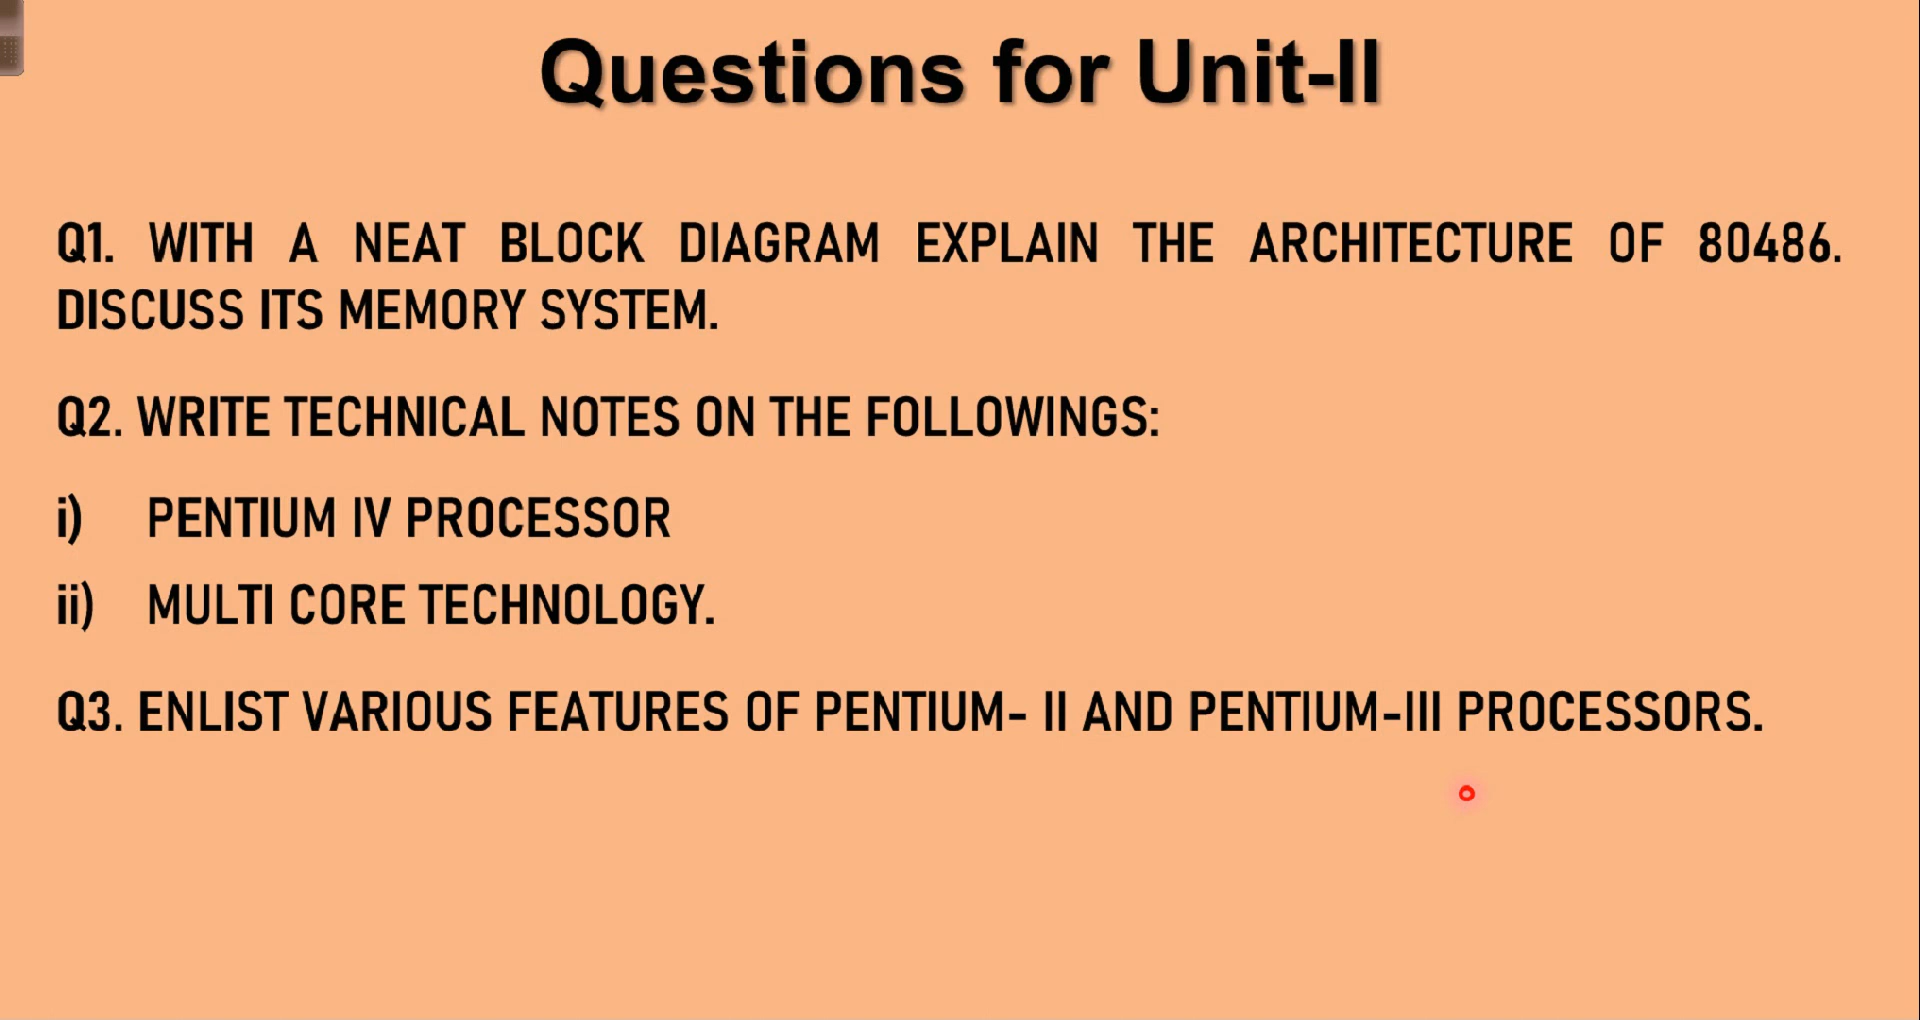 Questions for Unit-II
Q1. WITH A NEAT BLOCK DIAGRAM EXPLAIN THE ARCHITECTURE OF 80486.
DISCUSS ITS MEMORY SYSTEM.
Q2. WRITE TECHNICAL NOTES ON THE FOLLOWINGS:
i) PENTIUM IV PROCESSOR
ii) MULTI CORE TECHNOLOGY.
Q3. ENLIST VARIOUS FEATURES OF PENTIUM- II AND PENTIUM-III PROCESSORS.